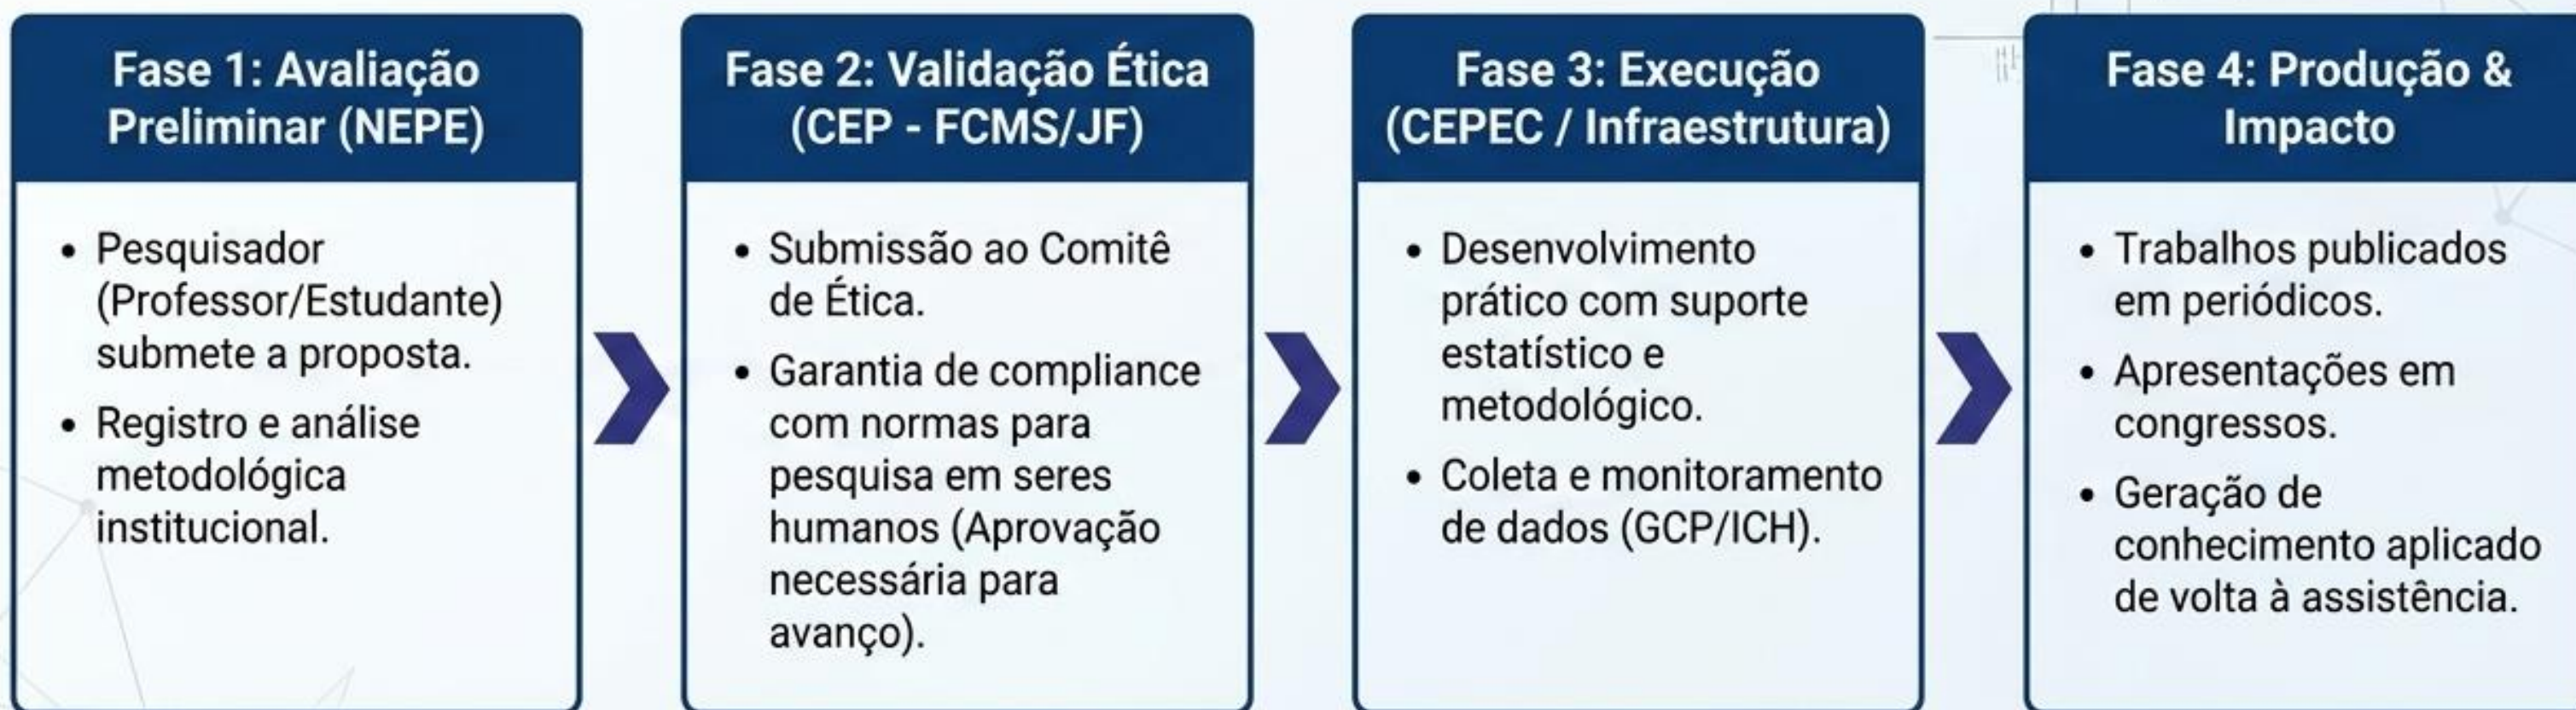 Fase 1: Avaliação
Preliminar (NEPE)
• Pesquisador
(Professor/Estudante)
submete a proposta.
• Registro e análise
metodológica
institucional.
Fase 2: Validação Ética
(CEP - FCMS/JF)
• Submissão ao Comitê
de Ética.
• Garantia de compliance
com normas para
pesquisa em seres
humanos (Aprovação
necessária para
avanço).
Fase 3: Execução
(CEPEC / Infraestrutura)
• Desenvolvimento
prático com suporte
estatístico e
metodológico.
• Coleta e monitoramento
de dados (GCP/ICH).
Fase 4: Produção &
Impacto
• Trabalhos publicados
em periódicos.
• Apresentações em
congressos.
• Geração de
conhecimento aplicado
de volta à assistência.